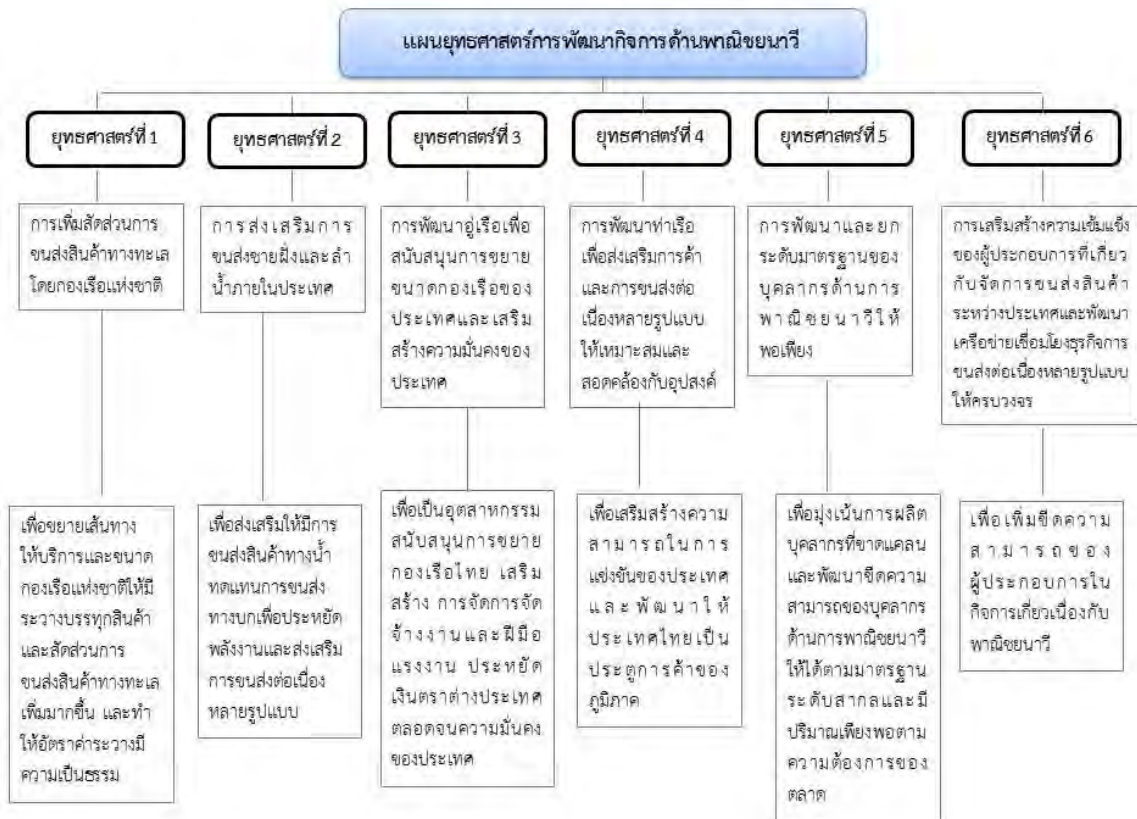 แผนยุทธศาสตร์การพัฒนากิจการด้านพาณิชยนาวี
ยุทธศาสตร์ที่ 1
ยุทธศาสตร์ที่ 2
ยุทธศาสตร์ที่ 3
ยุทธศาสตร์ที่ 4
ยุทธศาสตร์ที่ 5
ยุทธศาสตร์ที่ 6
การเพิ่มสัดส่วนการ
ขนส่งสินค้าทางทะเล
โดยกองเรือแห่งชาติ
การส่งเสริมการ
ขนส่งชายฝั่งและลำ
น้ำภายในประเทศ
การพัฒนาอู่เรือเพื่อ
สนับสนุนการขยาย
ขนาดกองเรือของ
ประเทศและเสริม
สร้างความมั่นคงของ
ประเทศ
การพัฒนาท่าเรือ
เพื่อส่งเสริมการค้า
และการขนส่งต่อ
เนื่องหลายรูปแบบ
ให้เหมาะสมและ
สอดคล้องกับอุปสงค์
การพัฒนาและยก
ระดับมาตรฐานของ
บุคลากรด้านการ
พาณิชยนาวีให้
พอเพียง
การเสริมสร้างความเข้มแข็ง
ของผู้ประกอบการที่เกี่ยว
กับจัดการขนส่งสินค้า
ระหว่างประเทศและพัฒนา
เครือข่ายเชื่อมโยงธุรกิจการ
ขนส่งต่อเนื่องหลายรูปแบบ
ให้ครบวงจร
เพื่อขยายเส้นทาง
ให้บริการและขนาด
กองเรือแห่งชาติให้มี
ระวางบรรทุกสินค้า
และสัดส่วนการ
ขนส่งสินค้าทางทะเล
เพิ่มมากขึ้น และทำ
ให้อัตราค่าระวางมี
ความเป็นธรรม
เพื่อส่งเสริมให้มีการ
ขนส่งสินค้าทางน้ำ
ทดแทนการขนส่ง
ทางบกเพื่อประหยัด
พลังงานและส่งเสริม
การขนส่งต่อเนื่อง
หลายรูปแบบ
เพื่อเป็นอุตสาหกรรม
สนับสนุนการขยาย
กองเรือไทย เสริม
สร้าง การจัดการจัด
จ้างงานและฝีมือ
แรงงาน ประหยัด
เงินตราต่างประเทศ
ตลอดจนความมั่นคง
ของประเทศ
เพื่อเสริมสร้างความ
สามารถในการ
แข่งขันของประเทศ
และพัฒนาให้
ประเทศไทยเป็น
ประตูการค้าของ
ภูมิภาค
เพื่อมุ่งเน้นการผลิต
บุคลากรที่ขาดแคลน
และพัฒนาขีดความ
สามารถของบุคลากร
ด้านการพาณิชยนาวี
ให้ได้ตามมาตรฐาน
ระดับสากลและมี
ปริมาณเพียงพอตาม
ความต้องการของ
ตลาด
เพื่อเพิ่มขีดความ
สามารถของ
ผู้ประกอบการใน
กิจการเกี่ยวเนื่องกับ
พาณิชยนาวี